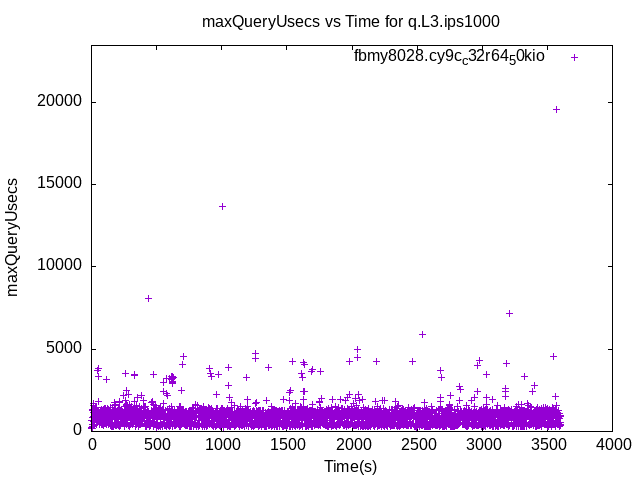 maxQueryUsecs vs Time for q.L3.ips1000
fbmy8028.cy9c_c32r64_50kio
maxQueryUsecs
20000
15000
10000
5000
0
0 500 1000 1500 2000 2500 3000 3500 4000
Time(s)